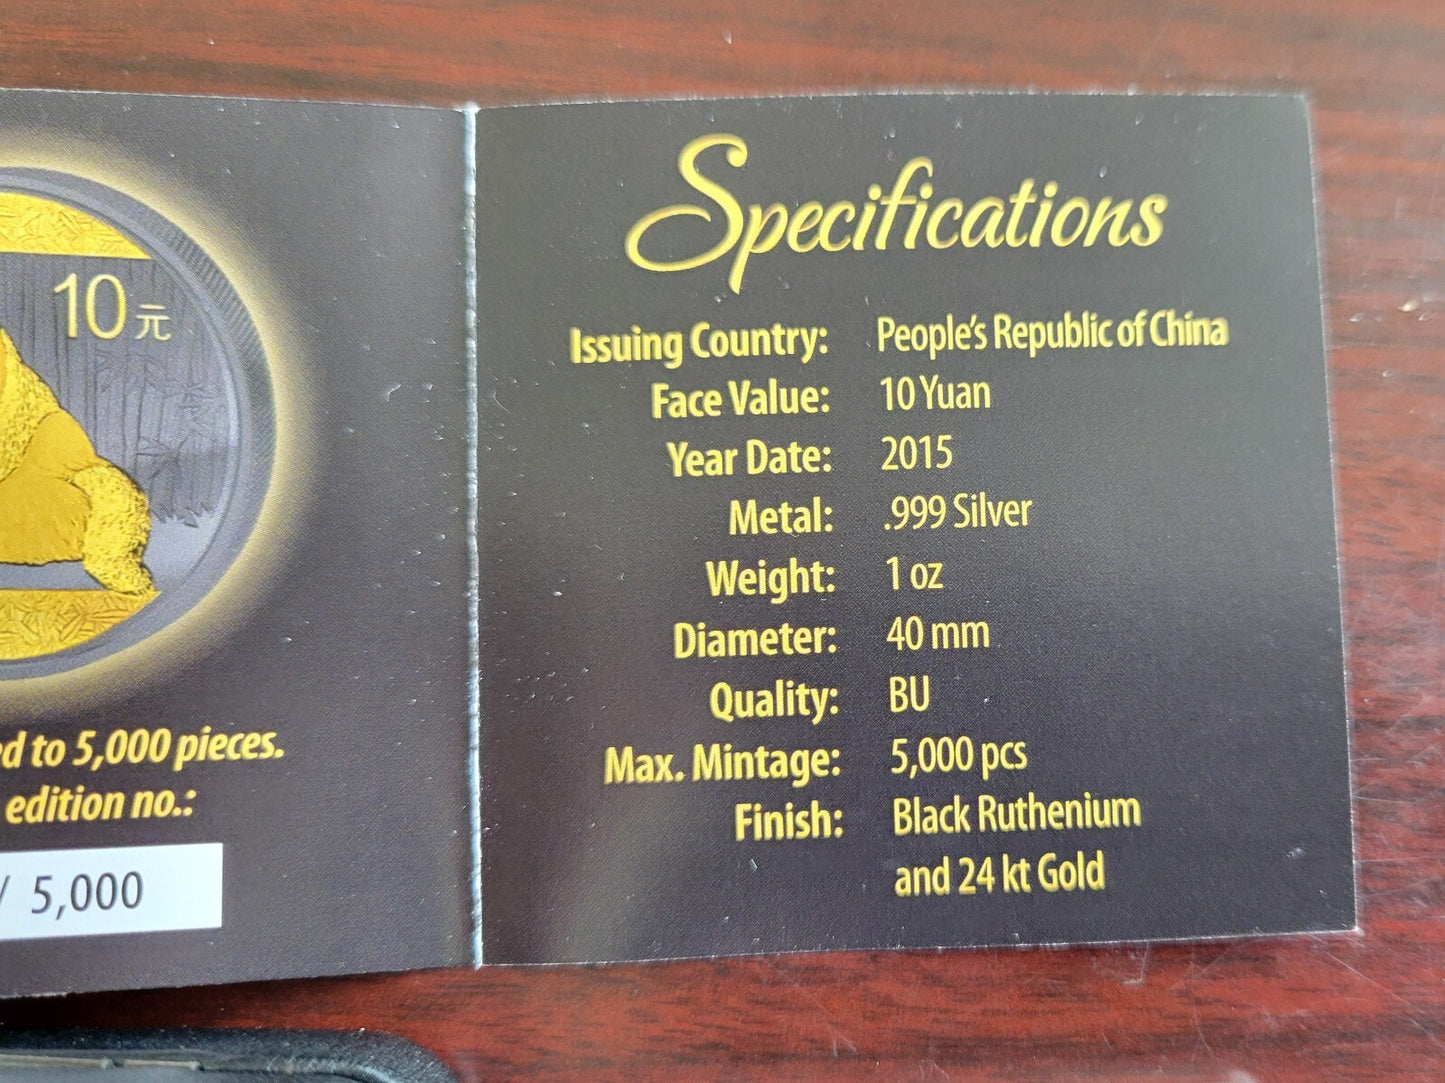 10元
to 5,000 pieces.
edition no.:
/ 5,000
Specifications
Issuing Country: People's Republic of China
Face Value: 10 Yuan
Year Date: 2015
Metal: .999 Silver
Weight: 1 oz
Diameter: 40 mm
Quality: BU
Max. Mintage: 5,000 pcs
Finish: Black Ruthenium
and 24 kt Gold